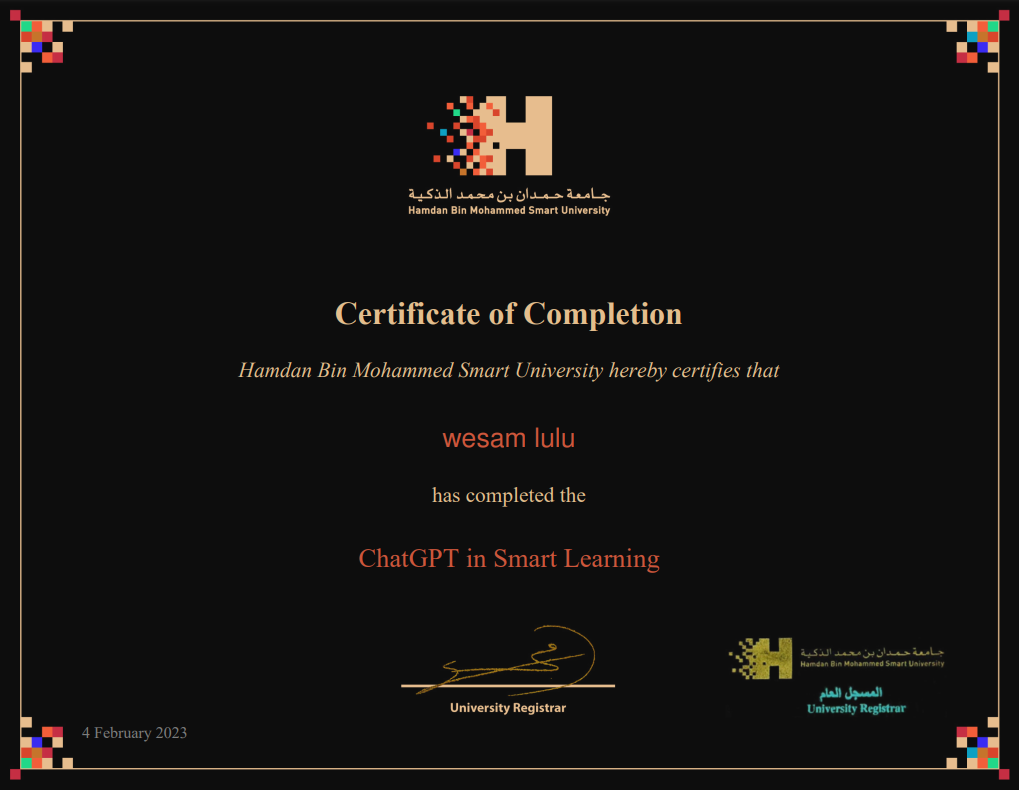 جامعة حمدان بن محمد الذكية
Hamdan Bin Mohammed Smart University
Certificate of Completion
Hamdan Bin Mohammed Smart University hereby certifies that
wesam lulu
has completed the
ChatGPT in Smart Learning
University Registrar
جامعة حمدان بن محمد الذكية
Hamdan Bin Mohammed Smart University
المسجل العام
University Registrar
4 February 2023